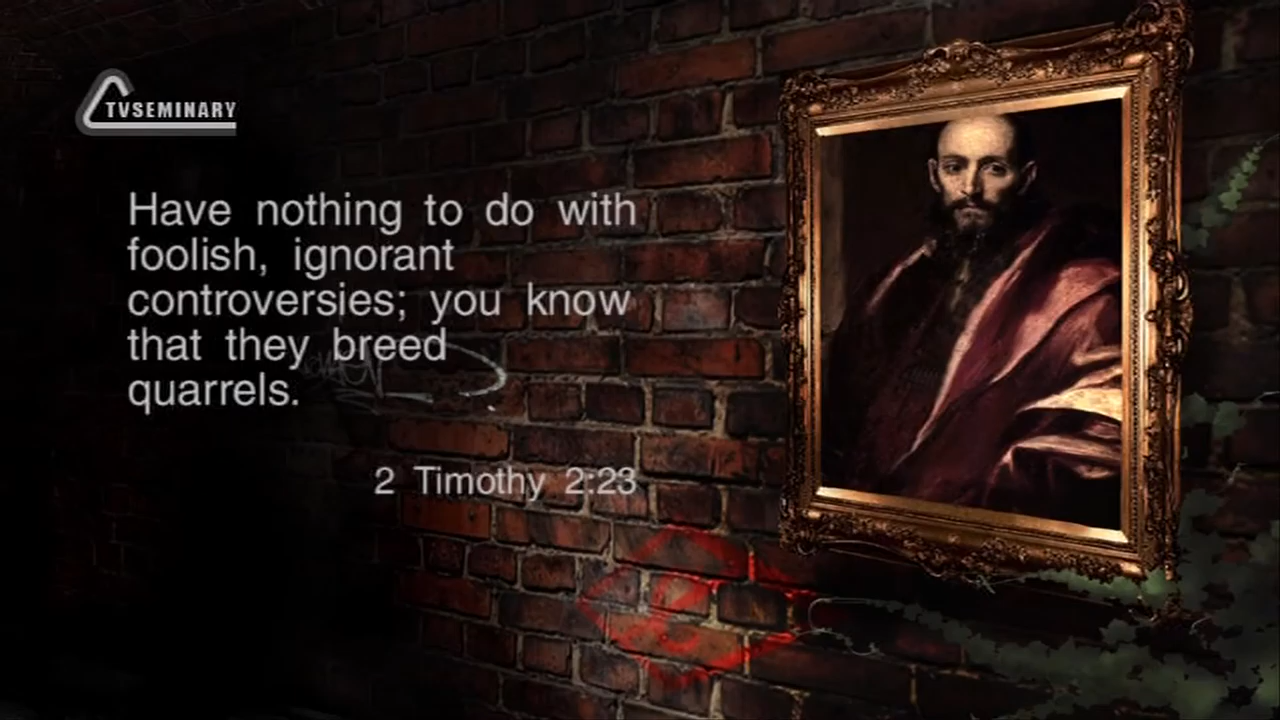 TVSEMINARY
Have nothing to do with
foolish, ignorant
controversies; you know
that they breed
quarrels.
2 Timothy 2:23